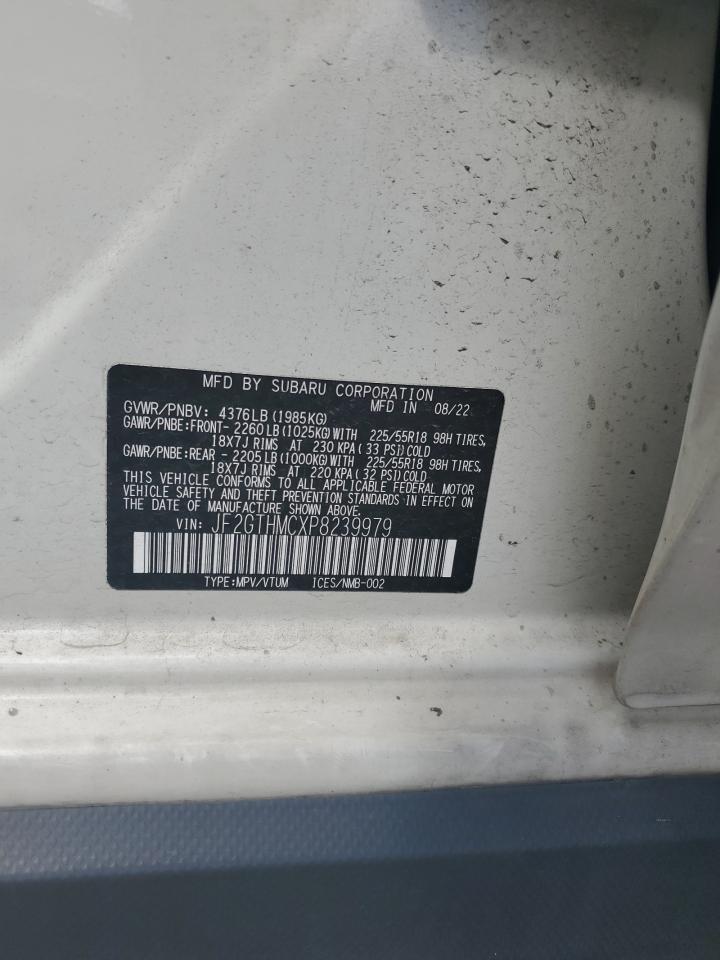 MFD BY SUBARU CORPORATION
MFD IN 08/22
GVWR/PNBV: 4376LB(1985KG)
GAWR/PNBE:FRONT- 2260LB(1025KG)WITH 225/55R18 98H TIRES,
18X7J RIMS AT 230 KPA(33 PSI)COLD
GAWR/PNBE:REAR - 2205LB(1000KG)WITH 225/55R18 98H TIRES,
18X7J RIMS AT 220 KPA(32 PSI)COLD
THIS VEHICLE CONFORMS TO ALL APPLICABLE FEDERAL MOTOR
VEHICLE SAFETY AND THEFT PREVENTION STANDARDS IN EFFECT ON
THE DATE OF MANUFACTURE SHOWN ABOVE.
VIN: JF2GTHMCXP8239979
TYPE:MPV/VTUM ICES/NMB-002